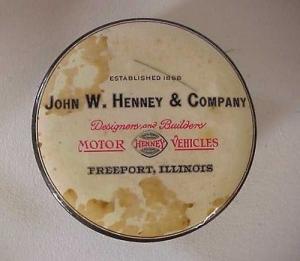 ESTABLISHED 1868
JOHN W. HENNEY & COMPANY
Designers and Builders
MOTOR HENNEY VEHICLES
FREEPORT, ILLINOIS